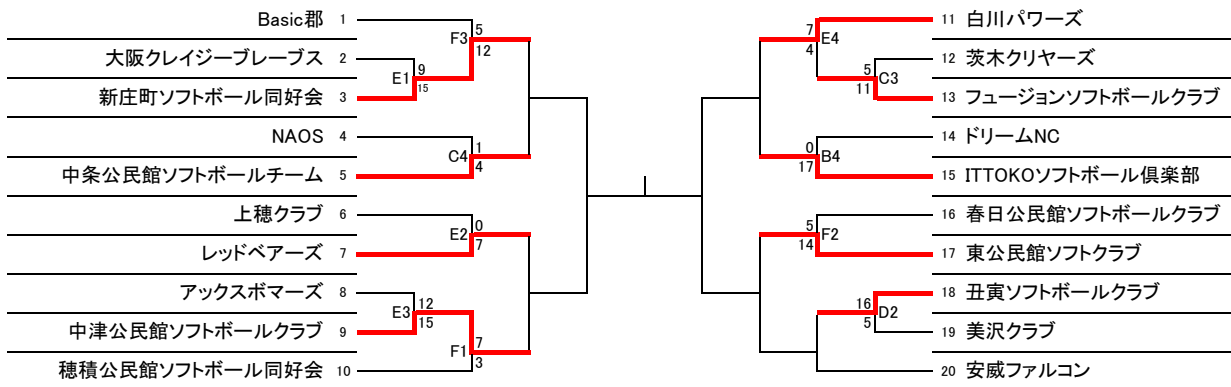 Basic郡 1
5
F3
12
大阪クレイジーブレーブス 2
9
E1
15
新庄町ソフトボール同好会 3
NAOS 4
1
C4
4
中条公民館ソフトボールチーム 5
上穂クラブ 6
0
E2
7
レッドベアーズ 7
アックスボマーズ 8
12
E3
15
中津公民館ソフトボールクラブ 9
7
F1
3
穂積公民館ソフトボール同好会 10
11 白川パワーズ
7
E4
4
12 茨木クリヤーズ
5
C3
11
13 フュージョンソフトボールクラブ
14 ドリームNC
0
B4
17
15 ITTOKOソフトボール倶楽部
16 春日公民館ソフトボールクラブ
5
F2
14
17 東公民館ソフトクラブ
18 丑寅ソフトボールクラブ
16
D2
5
19 美沢クラブ
20 安威ファルコン